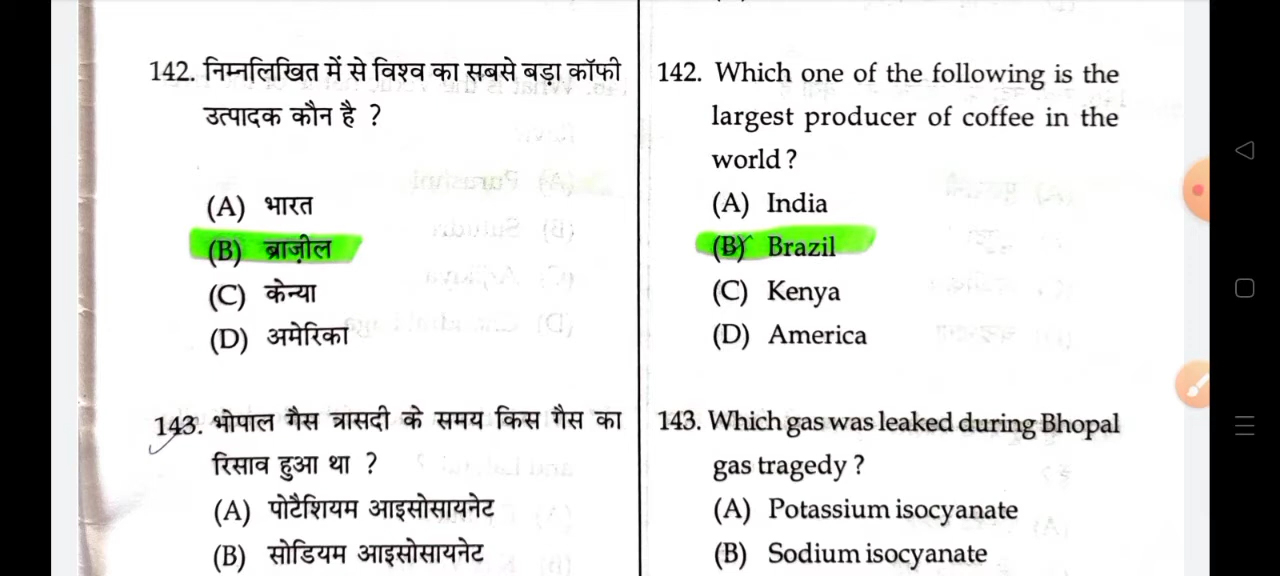 142. निम्नलिखित में से विश्व का सबसे बड़ा कॉफी
उत्पादक कौन है ?
(A) भारत
(B) ब्राज़ील
(C) केन्या
(D) अमेरिका
143. भोपाल गैस त्रासदी के समय किस गैस का
रिसाव हुआ था ?
(A) पोटैशियम आइसोसायनेट
(B) सोडियम आइसोसायनेट
142. Which one of the following is the
largest producer of coffee in the
world ?
(A) India
(B) Brazil
(C) Kenya
(D) America
143. Which gas was leaked during Bhopal
gas tragedy ?
(A) Potassium isocyanate
(B) Sodium isocyanate